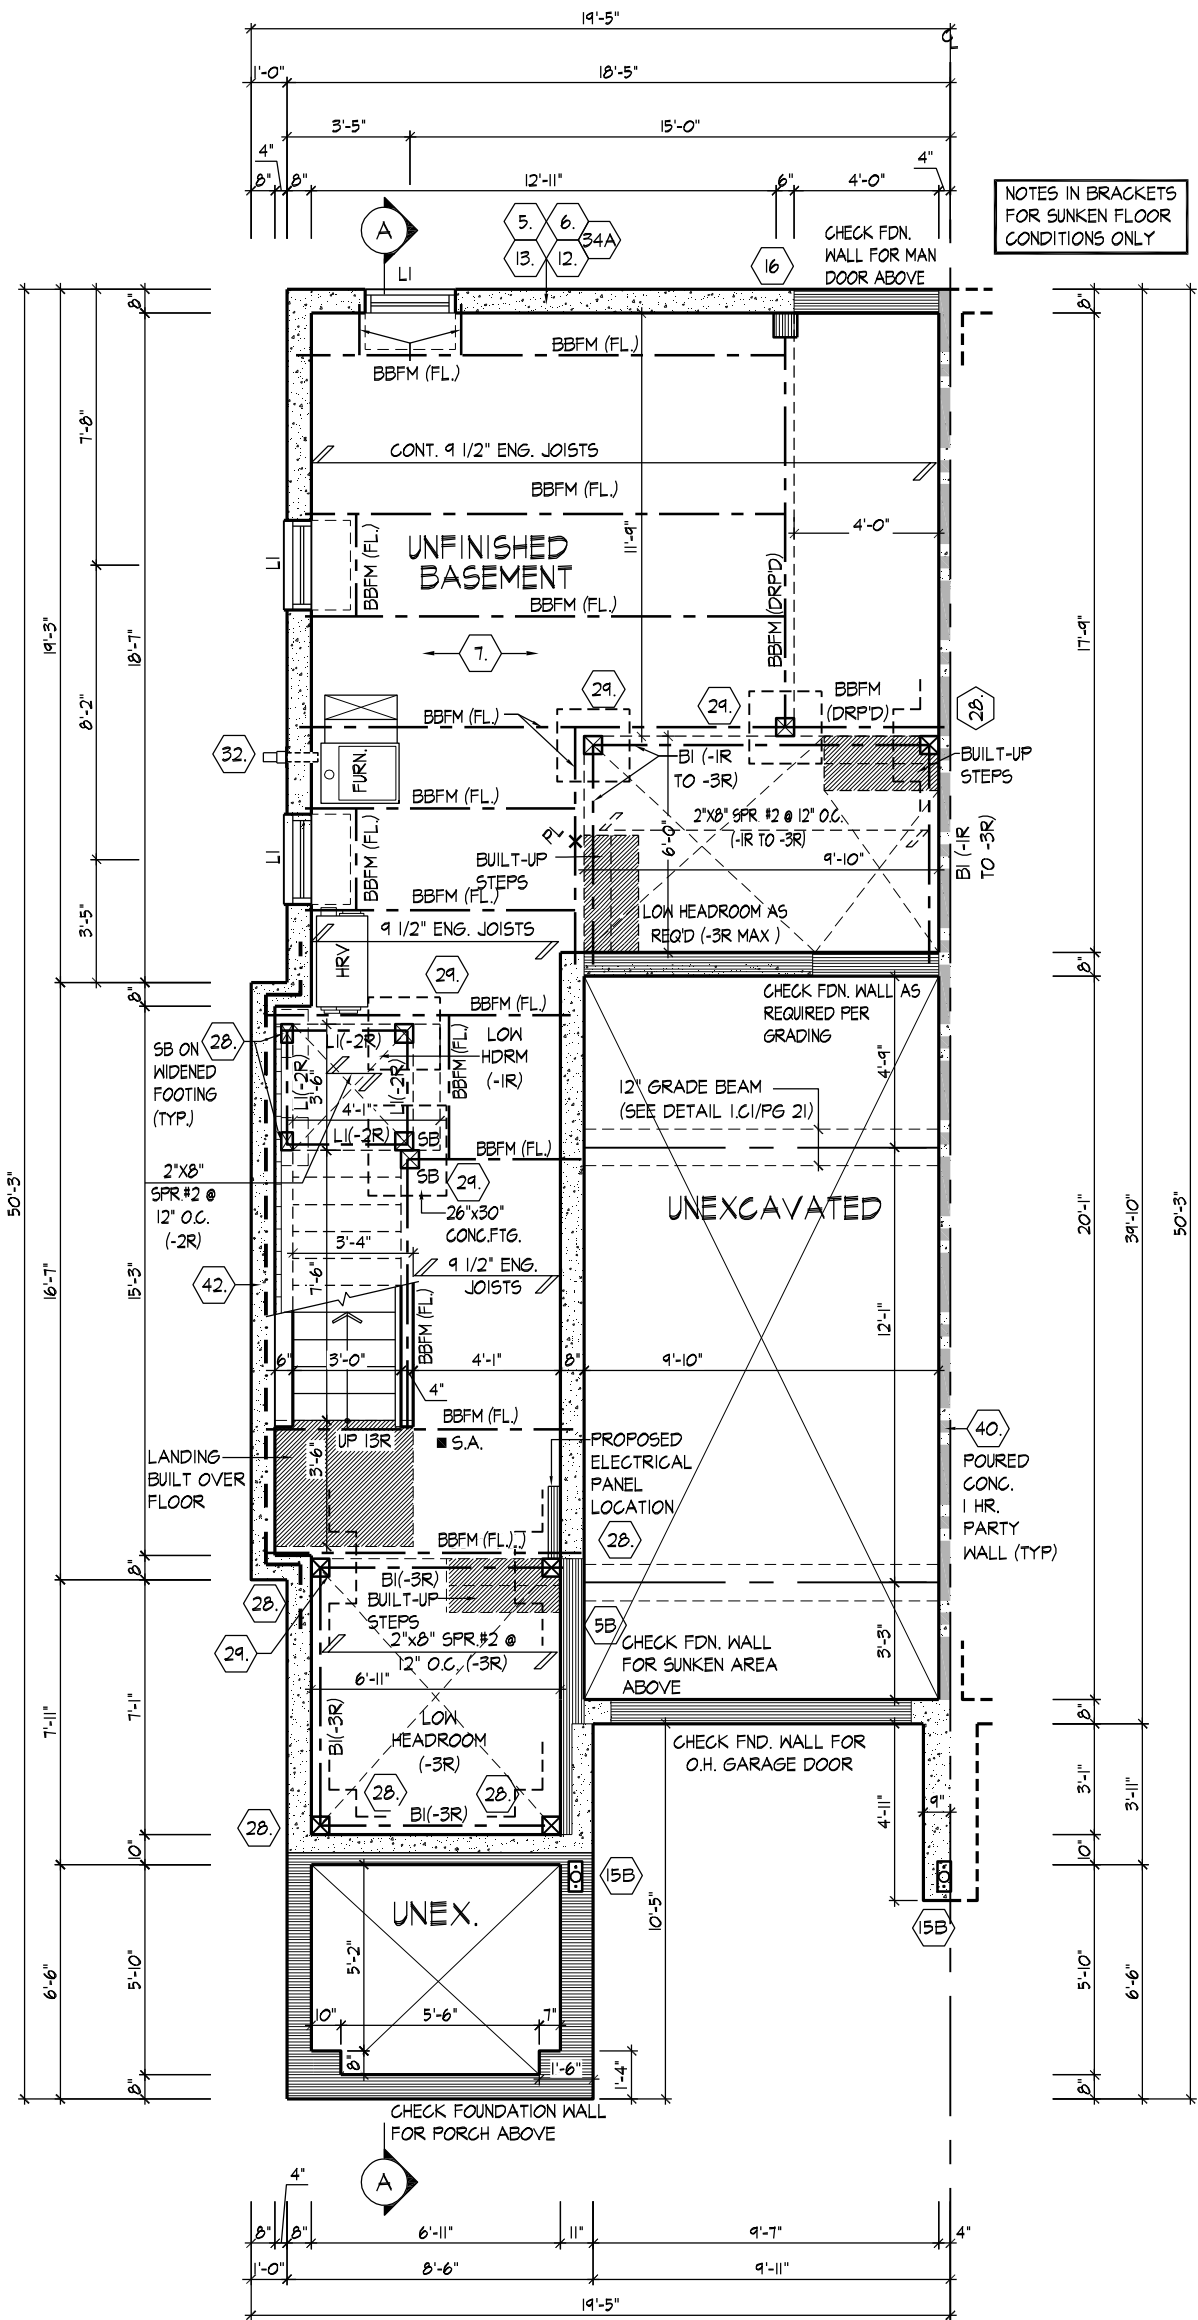 19'-5"
1'-0"
18'-5"
3'-5"
15'-0"
4"
4"
8"
8"
12'-11"
6"
4'-0"
NOTES IN BRACKETS
FOR SUNKEN FLOOR
CONDITIONS ONLY
A
5.
6.
34A
13.
12.
16
CHECK FDN.
WALL FOR MAN
DOOR ABOVE
L1
8"
8"
BBFM (FL.)
BBFM (FL.)
7'-8"
CONT. 9 1/2" ENG. JOISTS
BBFM (FL.)
4'-0"
11'-9"
L1
BBFM (FL.)
UNFINISHED
BASEMENT
BBFM (FL.)
BBFM (DRP'D)
19'-3"
18'-7"
17'-9"
7.
8'-2"
29.
29.
BBFM
(DRP'D)
28.
BBFM (FL.)
32.
FURN.
B1 (-1R
TO -3R)
BUILT-UP
STEPS
BBFM (FL.)
2"X8" SPR. #2 @ 12" O.C.
(-1R TO -3R)
6'-0"
PL
L1
BBFM (FL.)
BUILT-UP
STEPS
9'-10"
B1 (-1R
TO -3R)
BBFM (FL.)
3'-5"
LOW HEADROOM AS
REQ'D (-3R MAX )
9 1/2" ENG. JOISTS
HRV
29.
8"
8"
CHECK FDN. WALL AS
REQUIRED PER
GRADING
BBFM (FL.)
SB ON
WIDENED
FOOTING
(TYP.)
28.
L1(-2R)
L1(-2R)
3'-6"
L1(-2R)
4'-1"
L1(-2R)
BBFM (FL.)
LOW
HDRM
(-1R)
4'-9"
12" GRADE BEAM
(SEE DETAIL 1.C1/PG 21)
SB
BBFM (FL.)
SB
29.
2"X8"
SPR.#2 @
12" O.C.
(-2R)
26"x30"
CONC.FTG.
UNEXCAVATED
50'-3"
20'-1"
39'-10"
50'-3"
3'-4"
9 1/2" ENG.
JOISTS
42.
7'-6"
16'-7"
15'-3"
BBFM (FL.)
12'-1"
6"
3'-0"
4'-1"
8"
9'-10"
4"
BBFM (FL.)
UP 13R
S.A.
LANDING
BUILT OVER
FLOOR
3'-6"
PROPOSED
ELECTRICAL
PANEL
LOCATION
40.
POURED
CONC.
1 HR.
PARTY
WALL (TYP)
BBFM (FL.)
28.
8"
B1(-3R)
BUILT-UP
STEPS
28.
29.
2"x8" SPR.#2 @
12" O.C. (-3R)
5B
CHECK FDN. WALL
FOR SUNKEN AREA
ABOVE
3'-3"
6'-11"
B1(-3R)
LOW
HEADROOM
(-3R)
7'-11"
7'-1"
8"
CHECK FND. WALL FOR
O.H. GARAGE DOOR
28.
28.
B1(-3R)
28.
4'-11"
9"
3'-1"
3'-11"
10"
10"
15B
15B
UNEX.
10'-5"
5'-2"
6'-6"
5'-10"
5'-10"
6'-6"
10"
5'-6"
7"
8"
1'-6"
1'-4"
8"
8"
CHECK FOUNDATION WALL
FOR PORCH ABOVE
A
4"
8"
8"
6'-11"
11"
9'-7"
4"
1'-0"
8'-6"
9'-11"
19'-5"